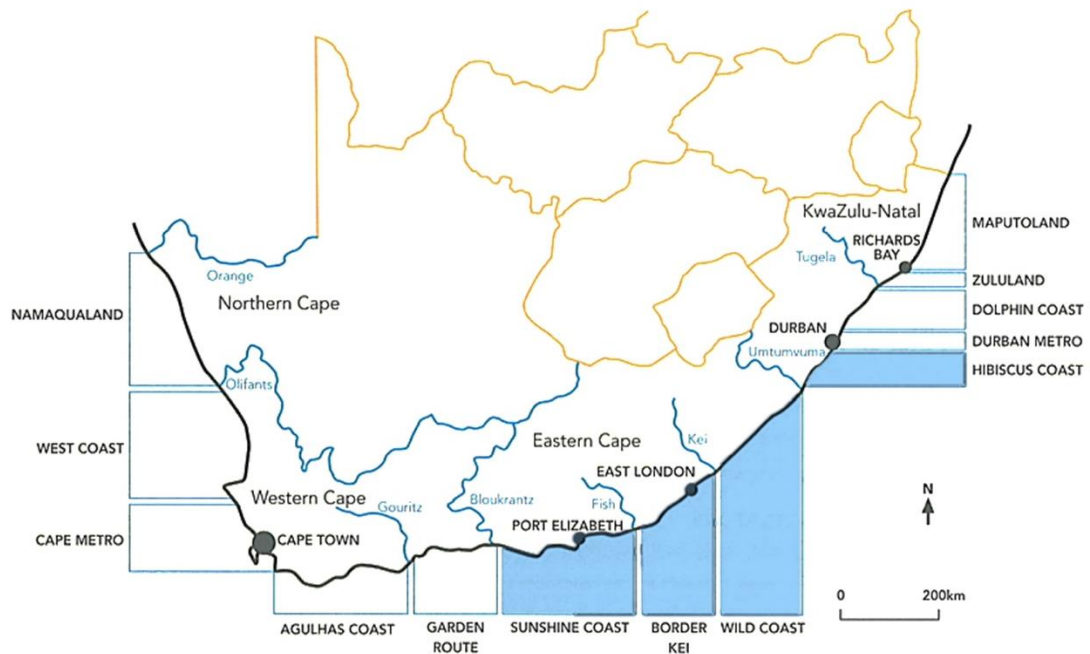 KwaZulu-Natal
RICHARDS
BAY
Tugela
MAPUTOLAND
ZULULAND
DOLPHIN COAST
DURBAN
DURBAN METRO
Umtumvuma
HIBISCUS COAST
Orange
Northern Cape
NAMAQUALAND
Olifants
WEST COAST
Eastern Cape
Kei
EAST LONDON
Western Cape
Gouritz
Bloukrantz
Fish
PORT ELIZABETH
CAPE METRO
CAPE TOWN
N
0 200km
AGULHAS COAST
GARDEN
ROUTE
SUNSHINE COAST
BORDER
KEI
WILD COAST